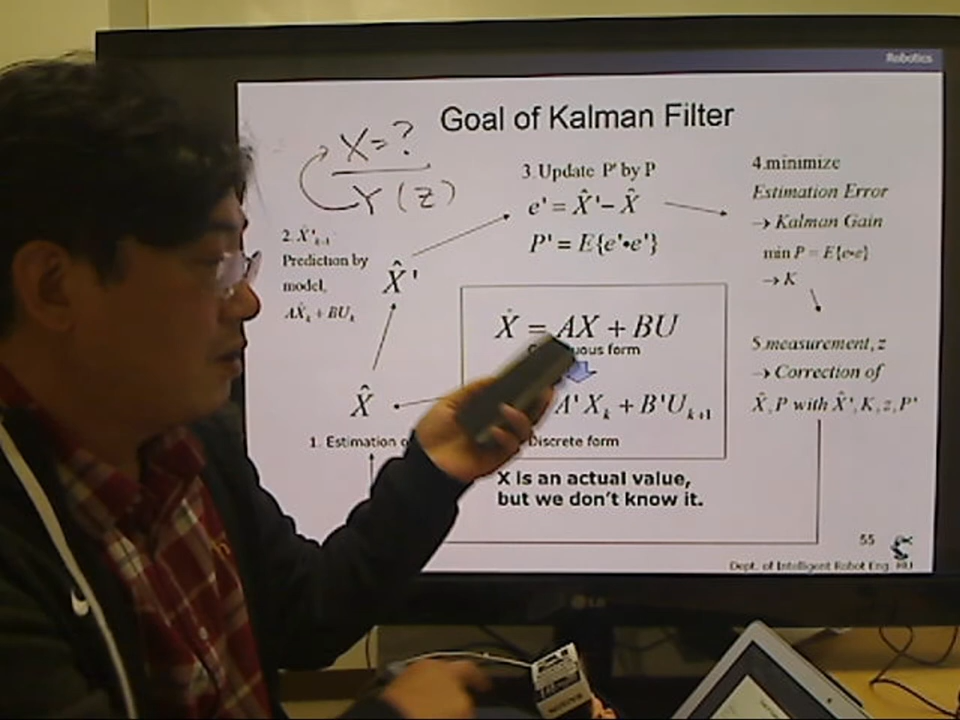 Robotics
Goal of Kalman Filter
X=?
Y(z)
2. X̂'ₖ₊₁
Prediction by
model,
AX̂ₖ + BUₖ
X̂'
X̂
1. Estimation
3.Update P' by P
e' = X̂'– X̂
P' = E{e'•e'}
4.minimize
Estimation Error
→ Kalman Gain
min P = E{e•e}
→ K
5.measurement, z
→ Correction of
X̂, P with X̂', K, z, P'
Ẋ = AX + BU
form
A'Xₖ + B'Uₖ₊₁
Discrete form
X is an actual value,
but we don't know it.
55
Dept. of Intelligent Robot Eng. HU
LG